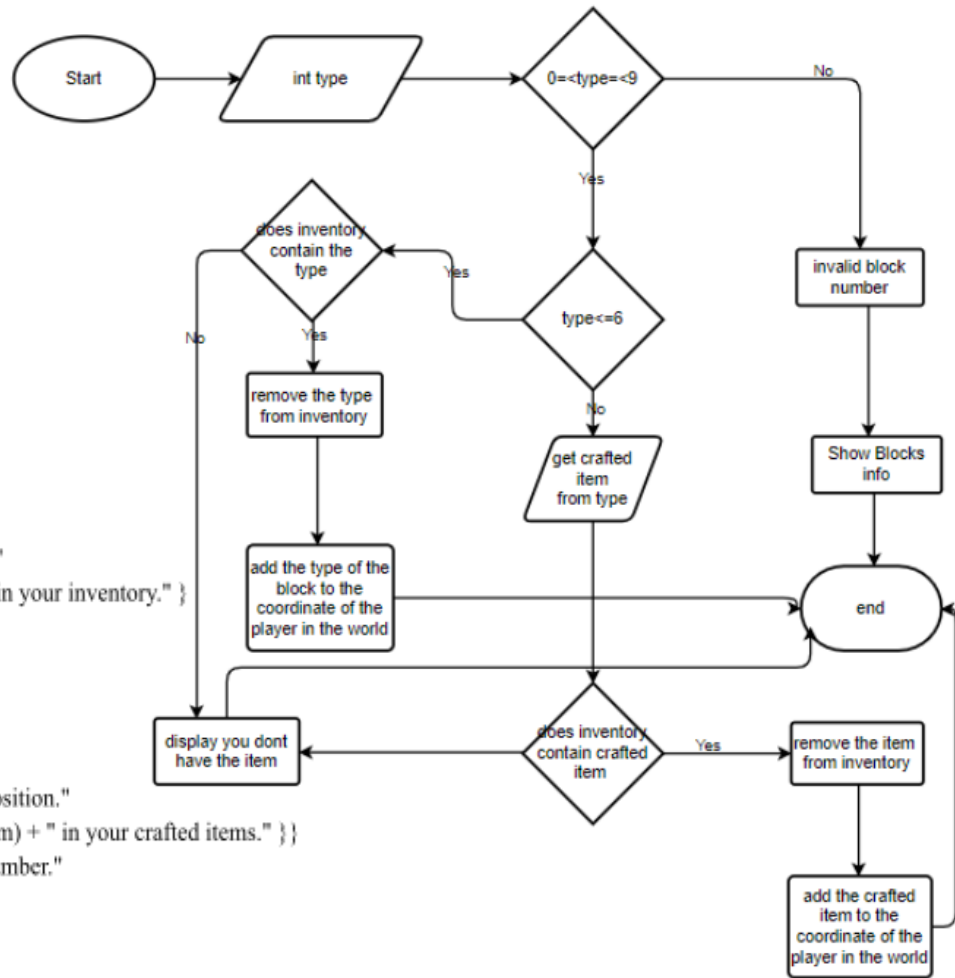 Start
int type
0=<type=<9
No
Yes
does inventory
contain the
type
Yes
type<=6
invalid block
number
No
Yes
remove the type
from inventory
No
get crafted
item
from type
Show Blocks
info
"
in your inventory." }
add the type of the
block to the
coordinate of the
player in the world
end
display you dont
have the item
does inventory
contain crafted
item
Yes
remove the item
from inventory
osition."
m) + " in your crafted items." }}
mber."
add the crafted
item to the
coordinate of the
player in the world